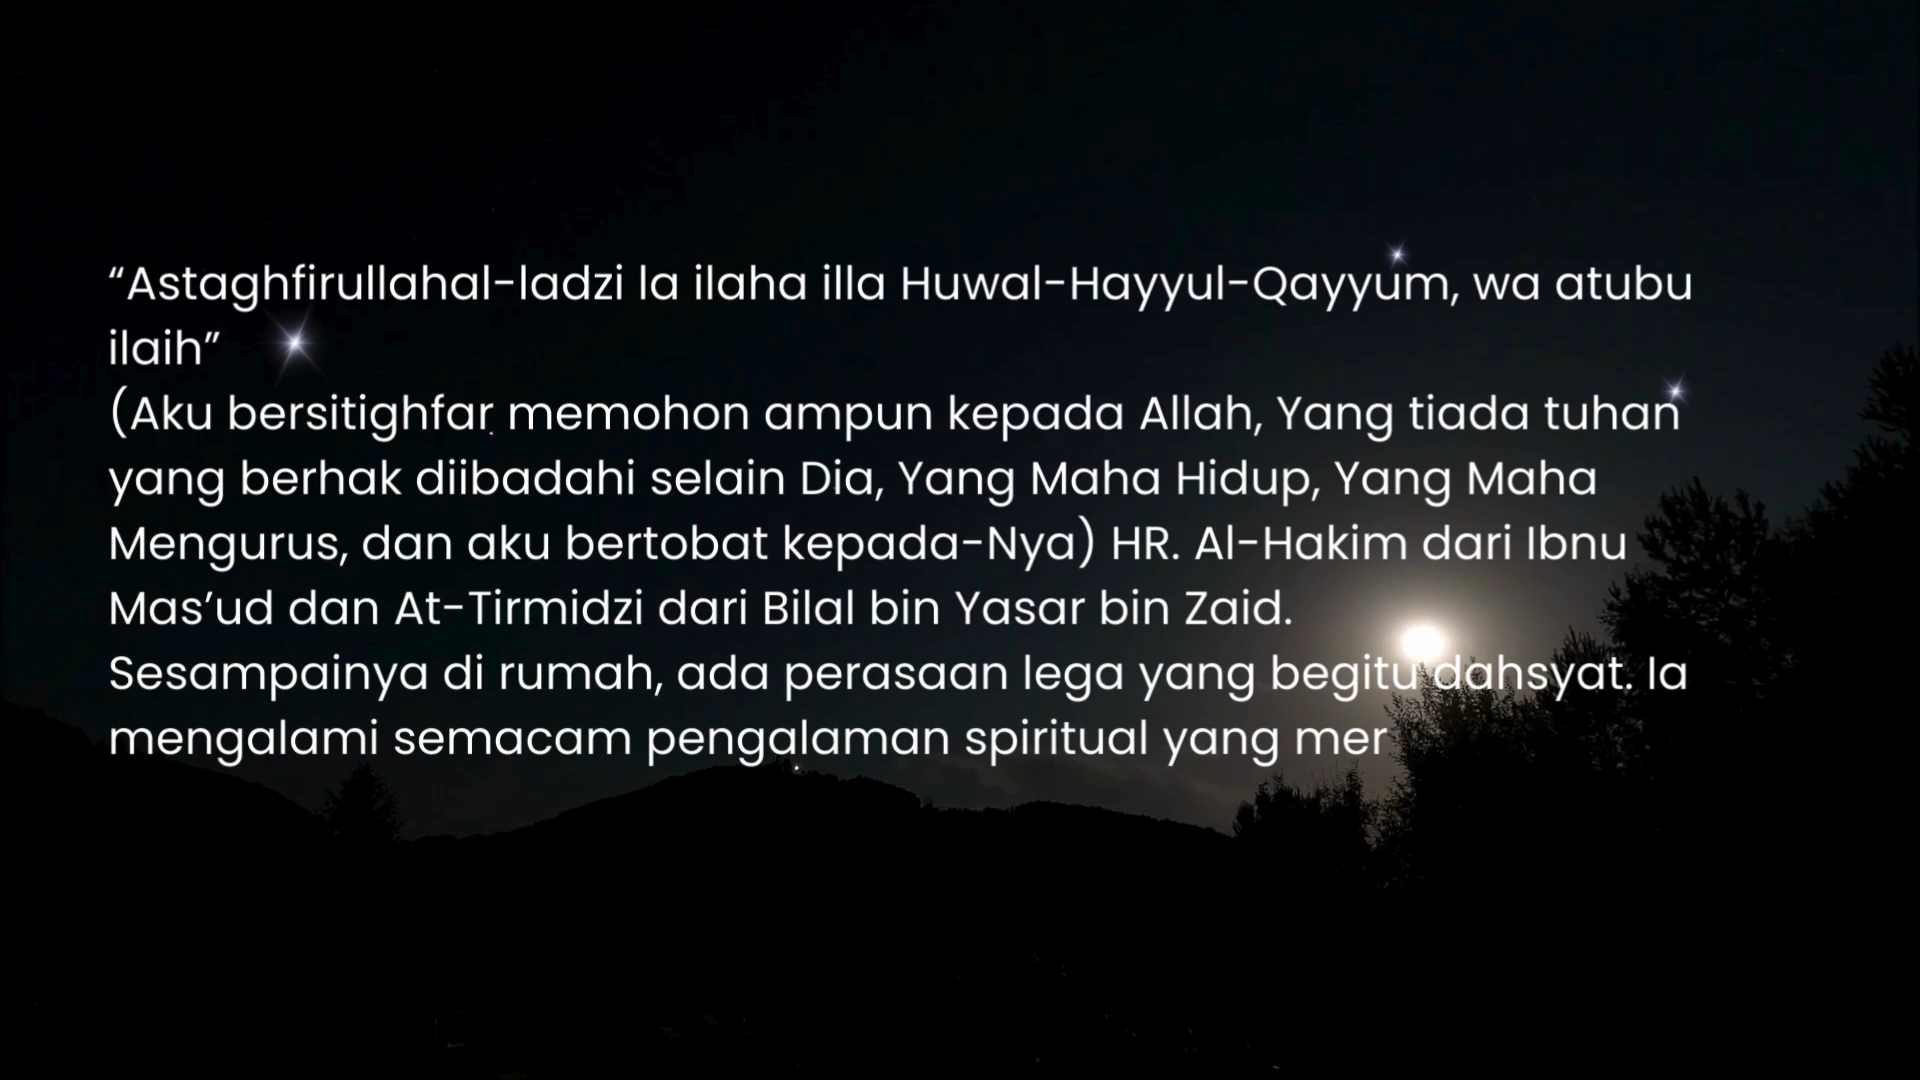 “Astaghfirullahal-ladzi la ilaha illa Huwal-Hayyul-Qayyum, wa atubu
ilaih”
(Aku bersitighfar memohon ampun kepada Allah, Yang tiada tuhan
yang berhak diibadahi selain Dia, Yang Maha Hidup, Yang Maha
Mengurus, dan aku bertobat kepada-Nya) HR. Al-Hakim dari Ibnu
Mas’ud dan At-Tirmidzi dari Bilal bin Yasar bin Zaid.
Sesampainya di rumah, ada perasaan lega yang begitu dahsyat. Ia
mengalami semacam pengalaman spiritual yang mer